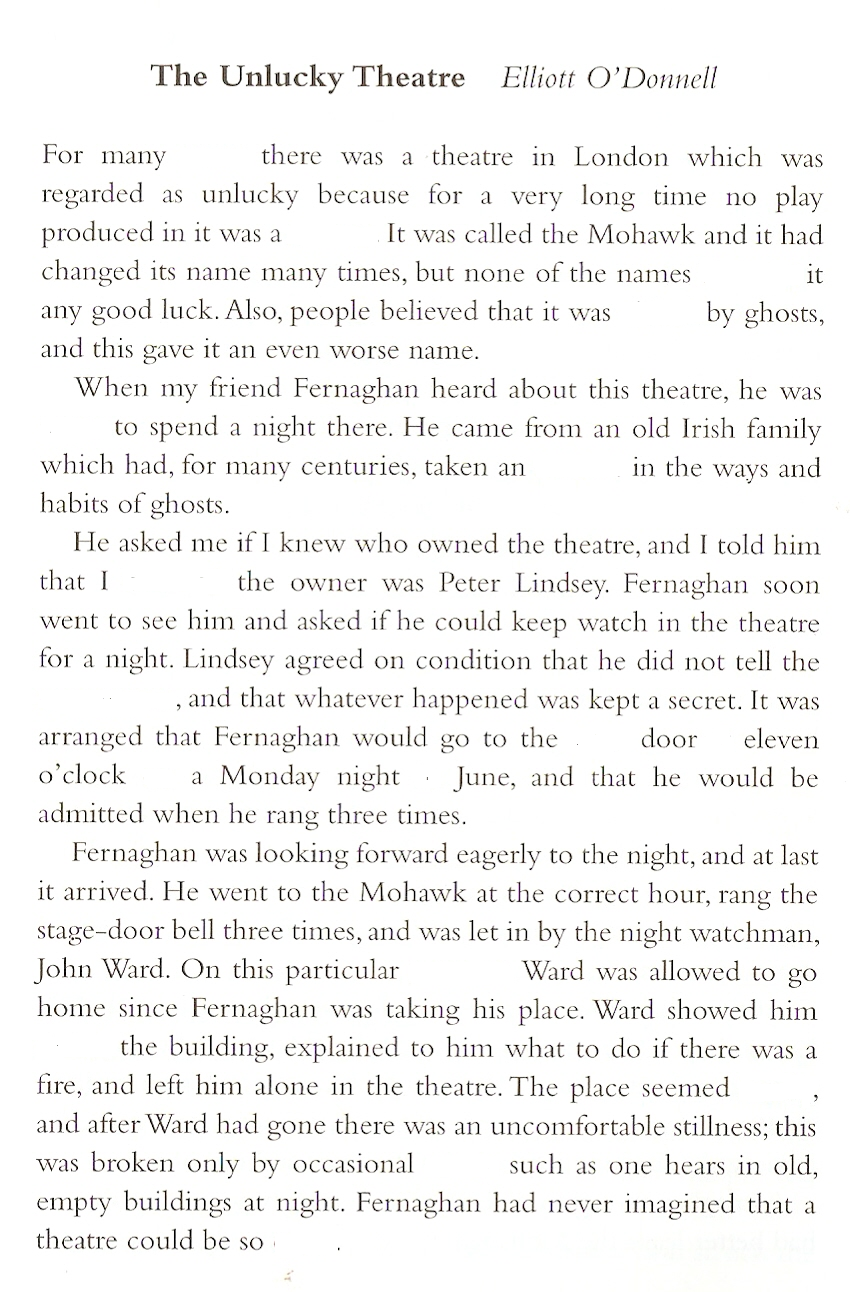 The Unlucky Theatre Elliott O'Donnell
For many there was a theatre in London which was
regarded as unlucky because for a very long time no play
produced in it was a . It was called the Mohawk and it had
changed its name many times, but none of the names it
any good luck. Also, people believed that it was by ghosts,
and this gave it an even worse name.
When my friend Fernaghan heard about this theatre, he was
to spend a night there. He came from an old Irish family
which had, for many centuries, taken an in the ways and
habits of ghosts.
He asked me if I knew who owned the theatre, and I told him
that I the owner was Peter Lindsey. Fernaghan soon
went to see him and asked if he could keep watch in the theatre
for a night. Lindsey agreed on condition that he did not tell the
, and that whatever happened was kept a secret. It was
arranged that Fernaghan would go to the door eleven
o'clock a Monday night June, and that he would be
admitted when he rang three times.
Fernaghan was looking forward eagerly to the night, and at last
it arrived. He went to the Mohawk at the correct hour, rang the
stage-door bell three times, and was let in by the night watchman,
John Ward. On this particular Ward was allowed to go
home since Fernaghan was taking his place. Ward showed him
the building, explained to him what to do if there was a
fire, and left him alone in the theatre. The place seemed ,
and after Ward had gone there was an uncomfortable stillness; this
was broken only by occasional such as one hears in old,
empty buildings at night. Fernaghan had never imagined that a
theatre could be so .